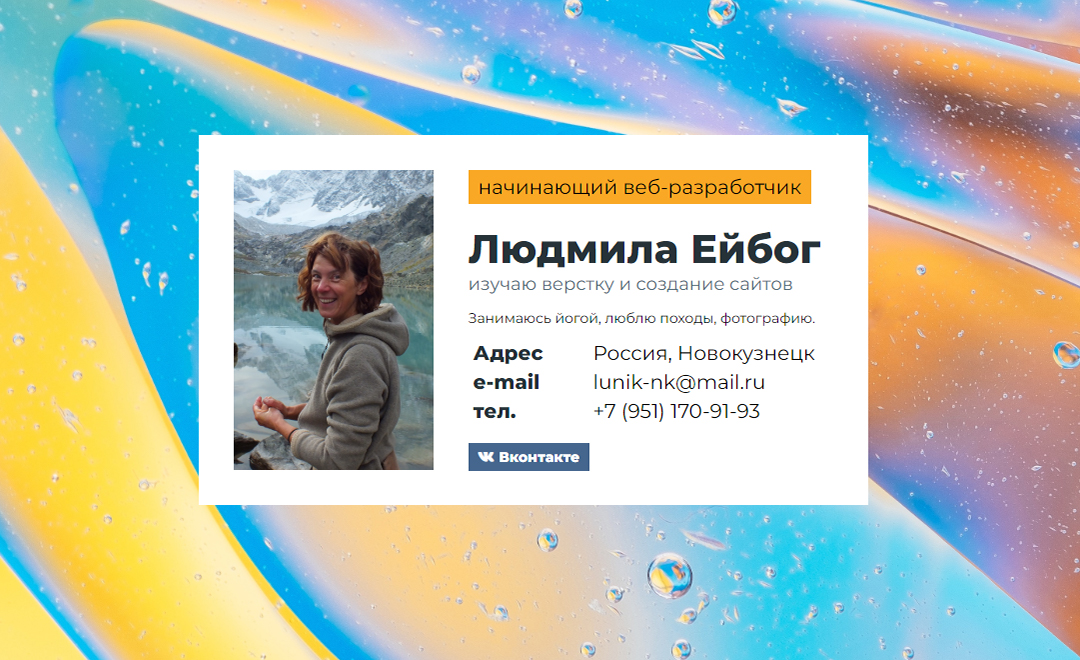 начинающий веб-разработчик
Людмила Ейбог
изучаю верстку и создание сайтов
Занимаюсь йогой, люблю походы, фотографию.
Адрес Россия, Новокузнецк
e-mail lunik-nk@mail.ru
тел. +7 (951) 170-91-93
Вконтакте